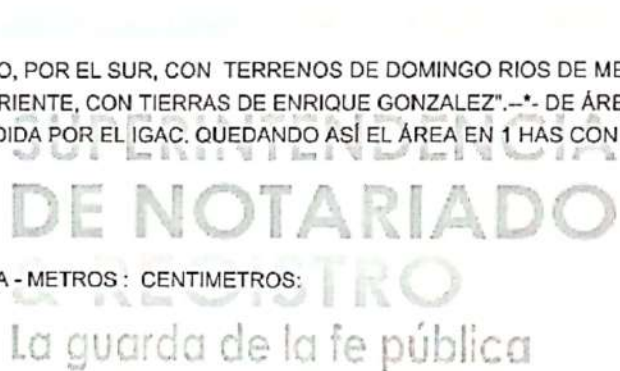 O, POR EL SUR, CON TERRENOS DE DOMINGO RIOS DE ME
RIENTE, CON TIERRAS DE ENRIQUE GONZALEZ".--*- DE ÁRE
DIDA POR EL IGAC. QUEDANDO ASÍ EL ÁREA EN 1 HAS CON
SUPERINTENDENCIA
DE NOTARIADO
A - METROS : CENTIMETROS:
& REGISTRO
La guarda de la fe pública